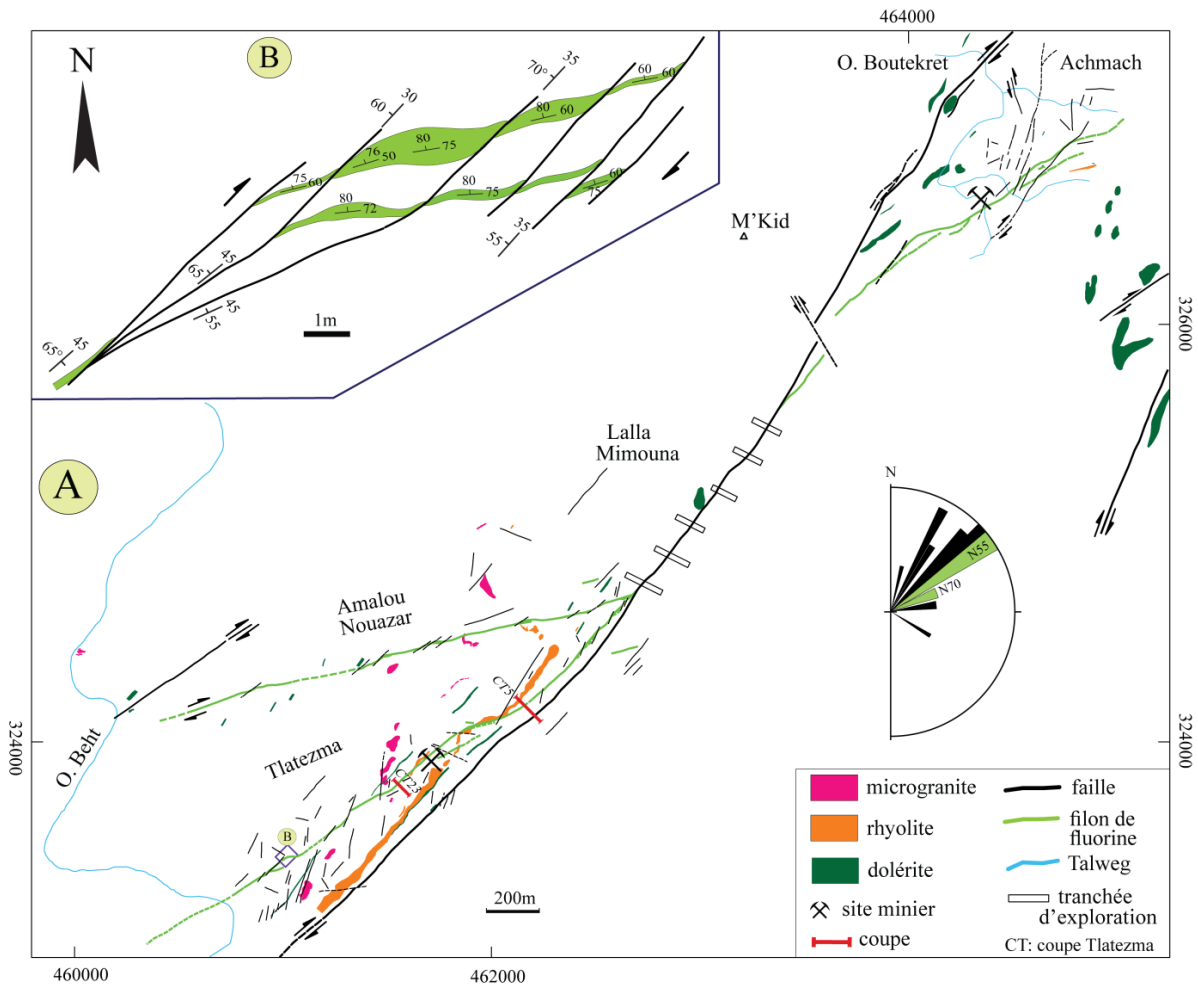 464000
B
N
O. Boutekret
Achmach
35
70°
60
60
30
60
80
60
80
75
76
50
75
60
80
75
80
72
60
75
35
55
65
45
45
55
45
65°
1m
M'Kid
326000
A
Lalla
Mimouna
N
N55
N70
Amalou
Nouazar
CT5
324000
O. Beht
Tlatezma
CT23
B
324000
200m
microgranite
rhyolite
dolérite
site minier
coupe
faille
filon de
fluorine
Talweg
tranchée
d'exploration
CT: coupe Tlatezma
460000
462000